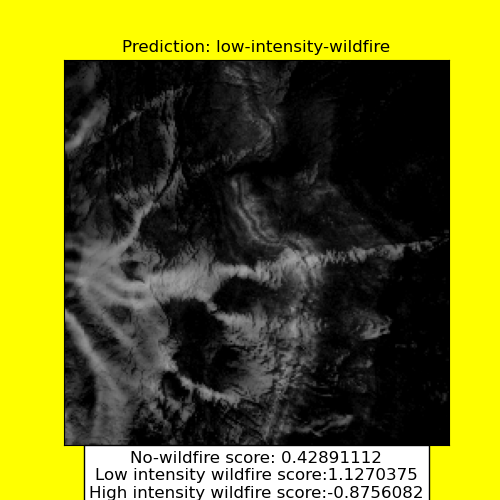 Prediction: low-intensity-wildfire
No-wildfire score: 0.42891112
Low intensity wildfire score:1.1270375
High intensity wildfire score:-0.8756082